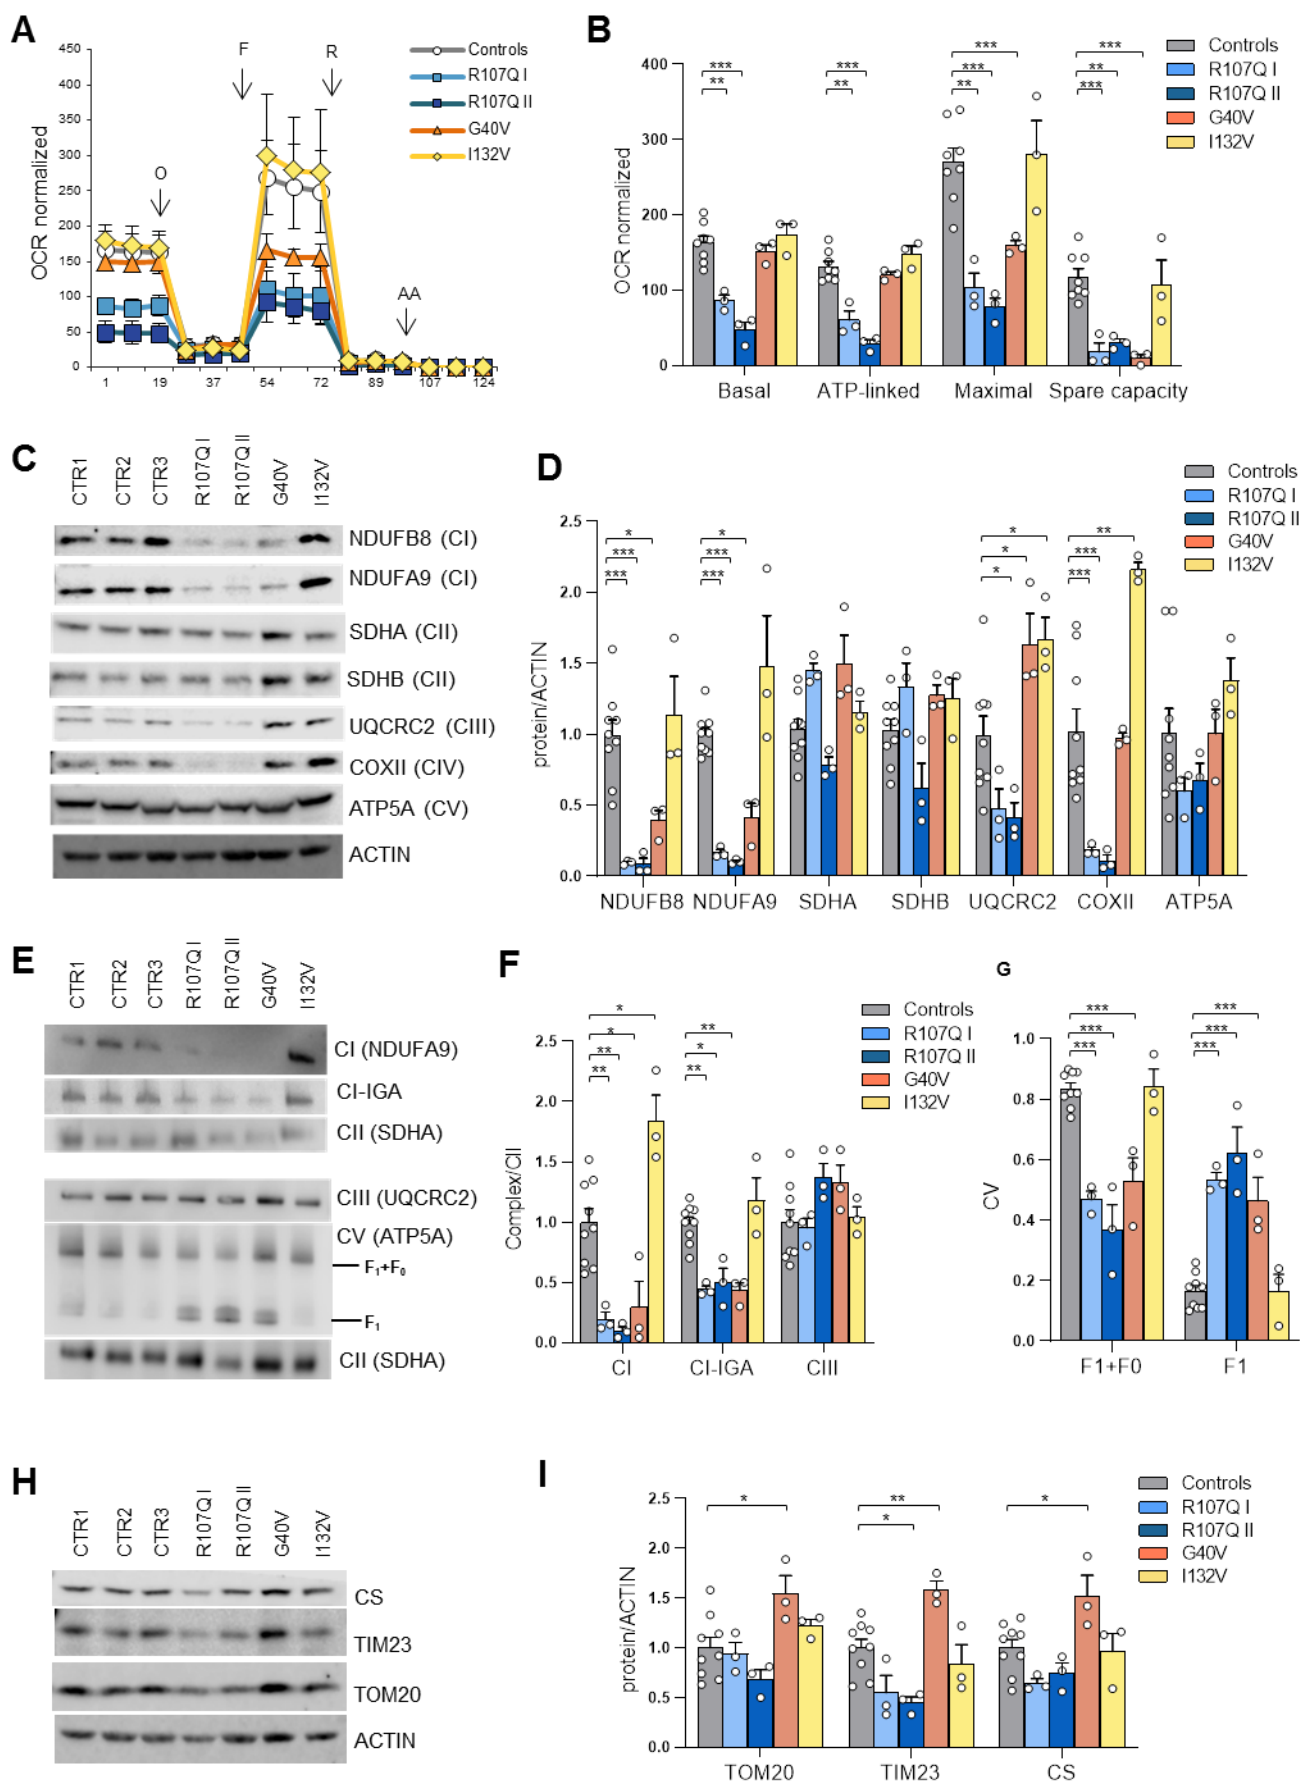 A
450
400
350
300
250
200
150
100
50
0
OCR normalized
F
R
O
AA
1
19
37
54
72
89
107
124
Controls
R107Q I
R107Q II
G40V
I132V
B
400
300
200
100
0
OCR normalized
***
**
***
**
***
***
**
***
**
***
Basal
ATP-linked
Maximal
Spare capacity
Controls
R107Q I
R107Q II
G40V
I132V
C
CTR1
CTR2
CTR3
R107Q I
R107Q II
G40V
I132V
NDUFB8 (CI)
NDUFA9 (CI)
SDHA (CII)
SDHB (CII)
UQCRC2 (CIII)
COXII (CIV)
ATP5A (CV)
ACTIN
D
2.5
2.0
1.5
1.0
0.5
0.0
protein/ACTIN
*
***
***
*
***
***
*
*
*
**
***
***
NDUFB8
NDUFA9
SDHA
SDHB
UQCRC2
COXII
ATP5A
Controls
R107Q I
R107Q II
G40V
I132V
E
CTR1
CTR2
CTR3
R107Q I
R107Q II
G40V
I132V
CI (NDUFA9)
CI-IGA
CII (SDHA)
CIII (UQCRC2)
CV (ATP5A)
F₁+F₀
F₁
CII (SDHA)
F
2.5
2.0
1.5
1.0
0.5
0.0
Complex/CII
*
*
**
**
**
*
**
CI
CI-IGA
CIII
Controls
R107Q I
R107Q II
G40V
I132V
G
1.0
0.8
0.6
0.4
0.2
0.0
CV
***
***
***
***
***
***
F1+F0
F1
H
CTR1
CTR2
CTR3
R107Q I
R107Q II
G40V
I132V
CS
TIM23
TOM20
ACTIN
I
2.5
2.0
1.5
1.0
0.5
0.0
protein/ACTIN
*
**
*
*
TOM20
TIM23
CS
Controls
R107Q I
R107Q II
G40V
I132V